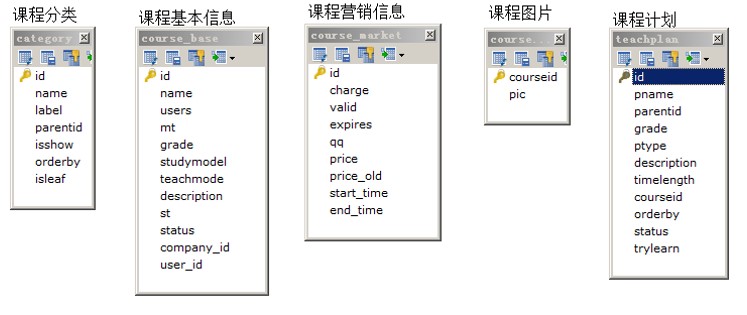 课程分类
category
id
name
label
parentid
isshow
orderby
isleaf
课程基本信息
course_base
id
name
users
mt
grade
studymodel
teachmode
description
st
status
company_id
user_id
课程营销信息
course_market
id
charge
valid
expires
qq
price
price_old
start_time
end_time
课程图片
course...
courseid
pic
课程计划
teachplan
id
pname
parentid
grade
ptype
description
timelength
courseid
orderby
status
trylearn